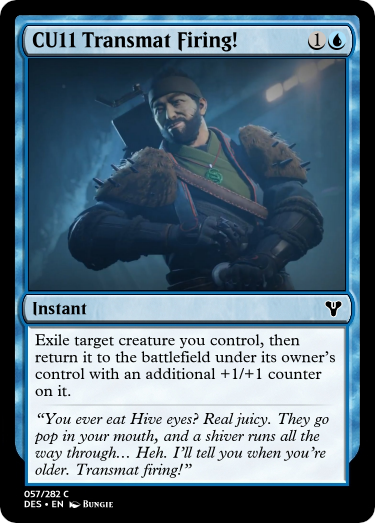 CU11 Transmat Firing!
1
Instant
Exile target creature you control, then
return it to the battlefield under its owner's
control with an additional +1/+1 counter
on it.
“You ever eat Hive eyes? Real juicy. They go
pop in your mouth, and a shiver runs all the
way through… Heh. I'll tell you when you're
older. Transmat firing!”
057/282 C
DES • EN Bungie